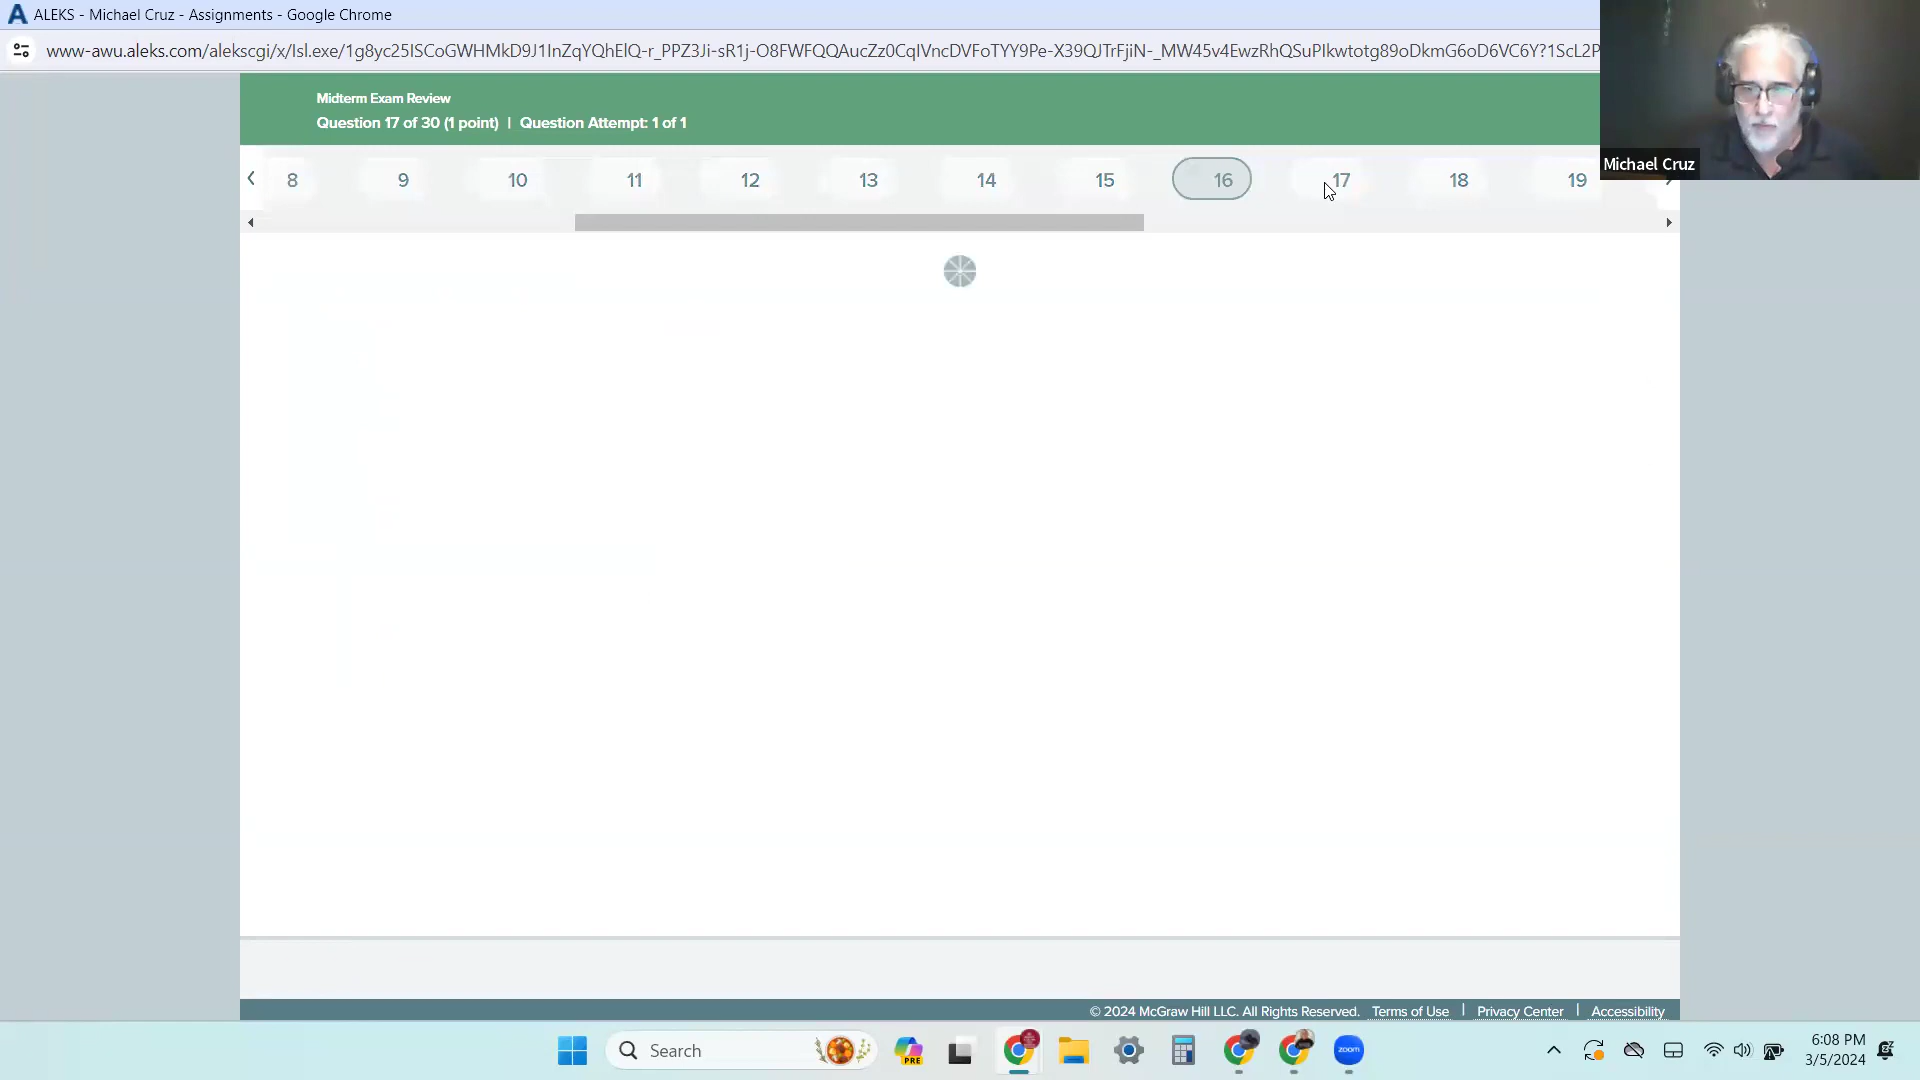 ALEKS - Michael Cruz - Assignments - Google Chrome
www-awu.aleks.com/alekscgi/x/Isl.exe/1g8yc25ISCoGWHMkD9J1InZqYQhElQ-r_PPZ3Ji-sR1j-O8FWFQQAucZz0CqIVncDVFoTYY9Pe-X39QJTrFjiN-_MW45v4EwzRhQSuPIkwtotg89oDkmG6oD6VC6Y?1ScL2P
Midterm Exam Review
Question 17 of 30 (1 point) | Question Attempt: 1 of 1
Michael Cruz
8 9 10 11 12 13 14 15 16 17 18 19
© 2024 McGraw Hill LLC. All Rights Reserved. Terms of Use | Privacy Center | Accessibility
Search
PRE
zoom
6:08 PM
3/5/2024